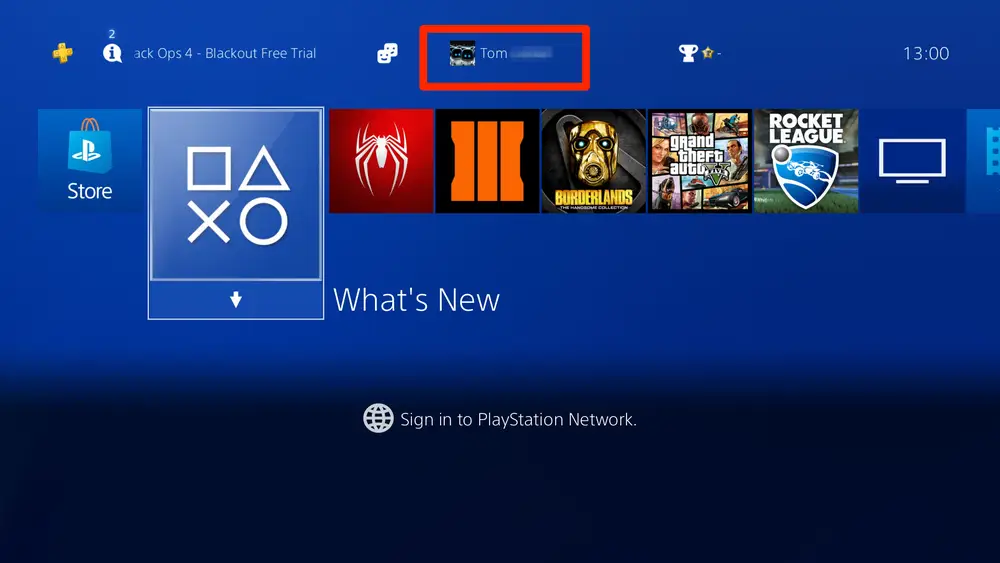 2
ack Ops 4 - Blackout Free Trial
Tom
-
13:00
Store
BORDERLANDS
THE HANDSOME COLLECTION
grand
theft
auto
V
ROCKET
LEAGUE
What's New
Sign in to PlayStation Network.